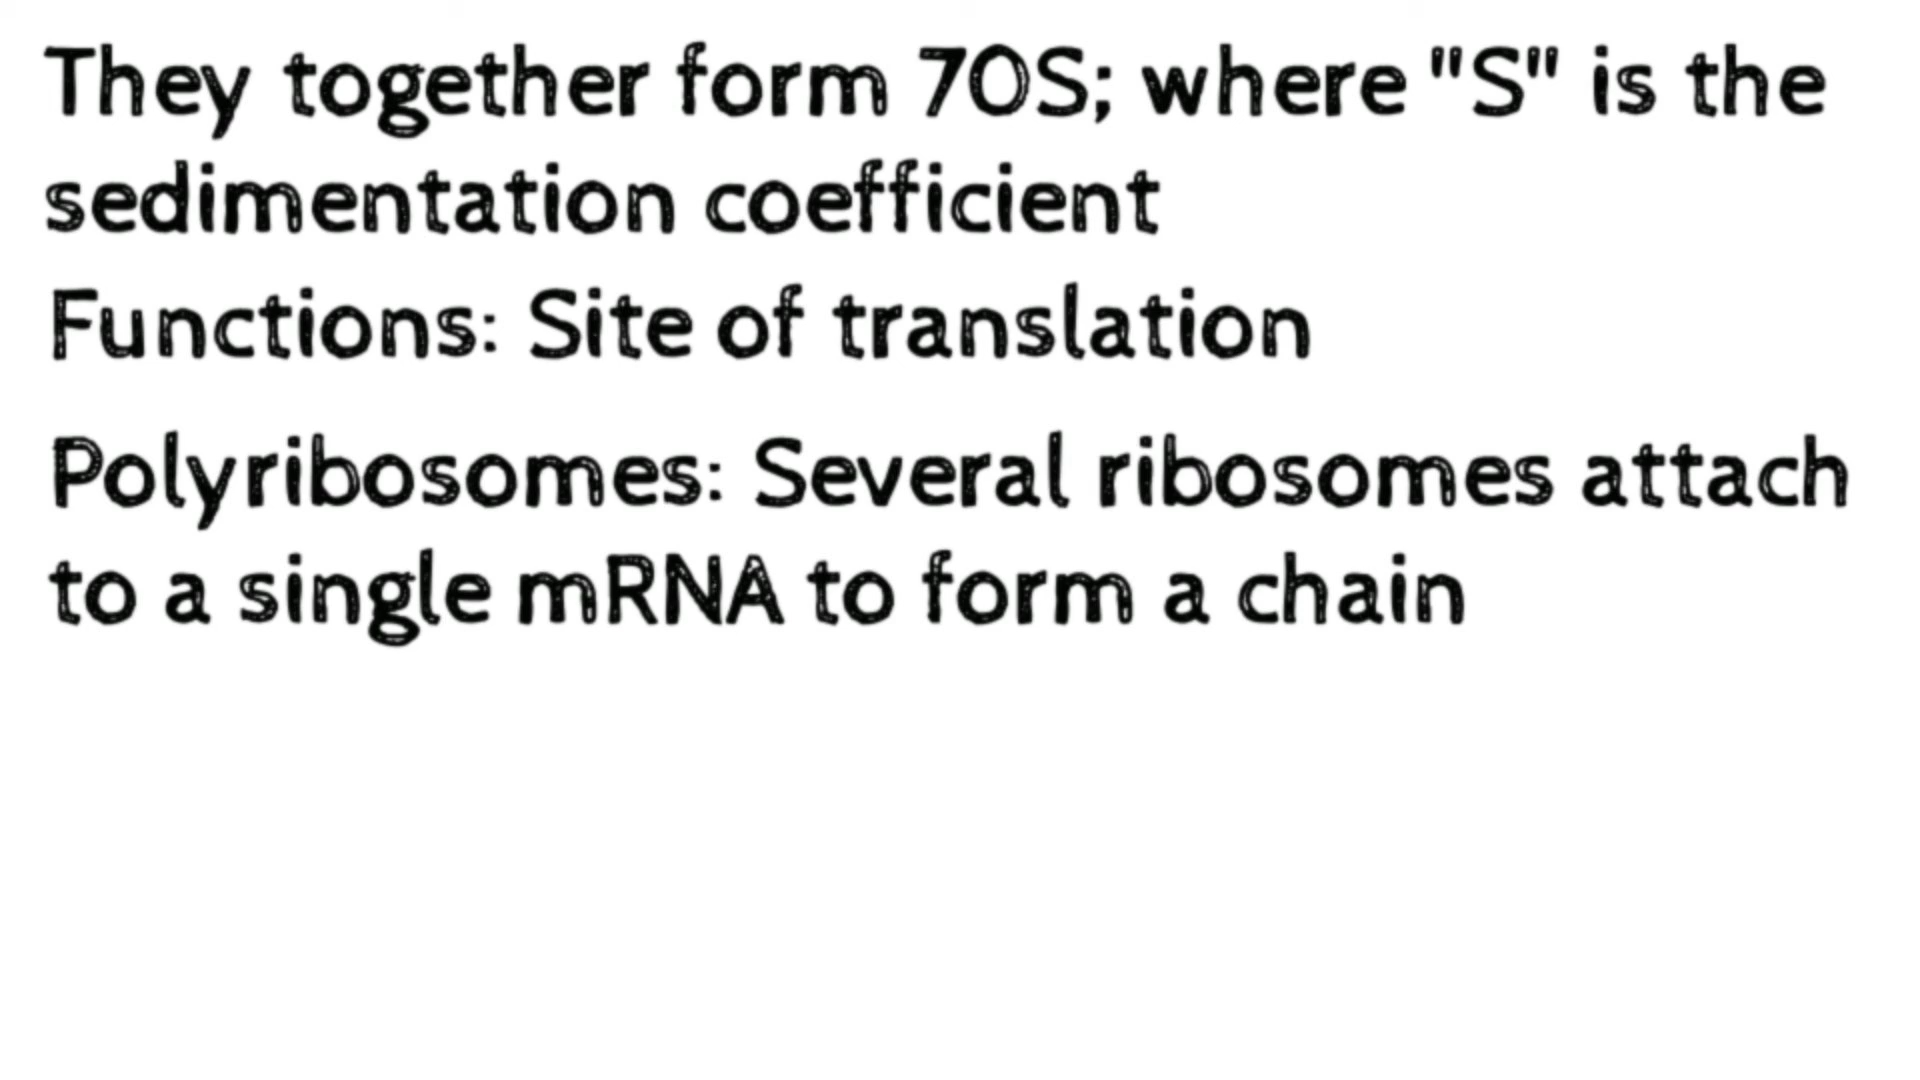 They together form 70S; where "S" is the
sedimentation coefficient
Functions: Site of translation
Polyribosomes: Several ribosomes attach
to a single mRNA to form a chain